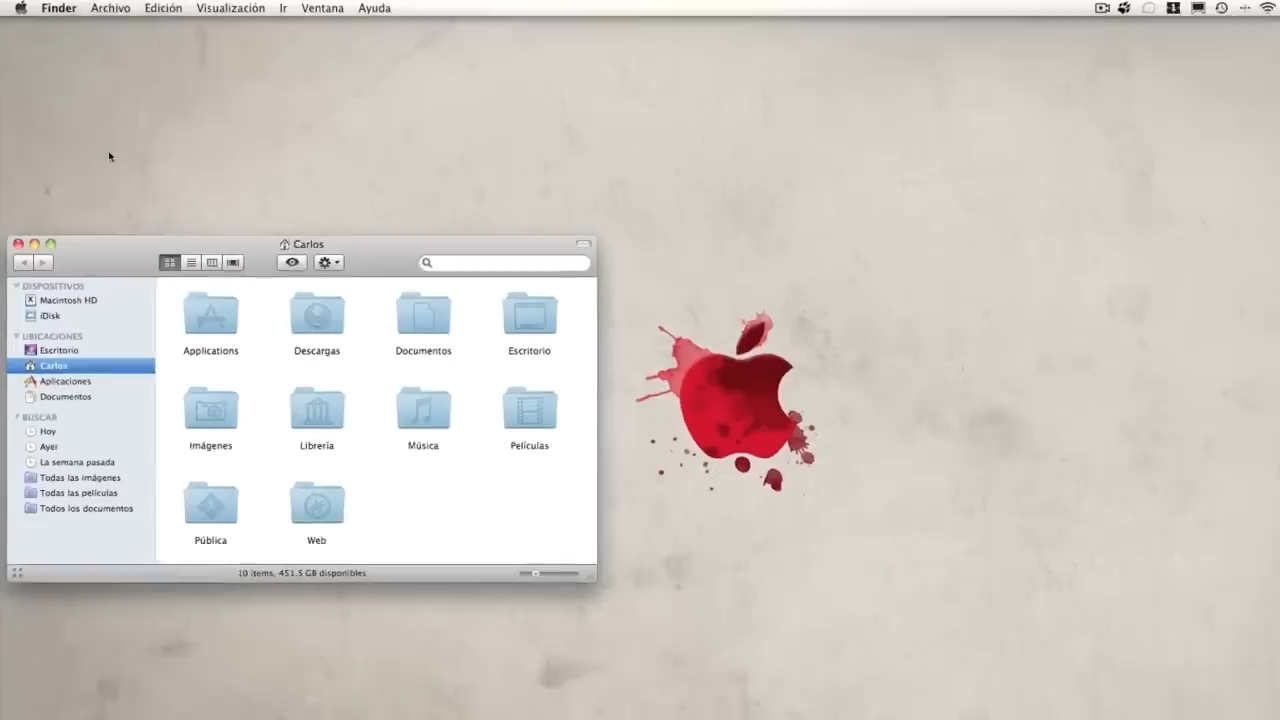 Finder Archivo Edición Visualización Ir Ventana Ayuda
Carlos
DISPOSITIVOS
Macintosh HD
iDisk
UBICACIONES
Escritorio
Carlos
Aplicaciones
Documentos
BUSCAR
Hoy
Ayer
La semana pasada
Todas las imágenes
Todas las películas
Todos los documentos
Applications Descargas Documentos Escritorio
Imágenes Librería Música Películas
Pública Web
10 items, 451.5 GB disponibles